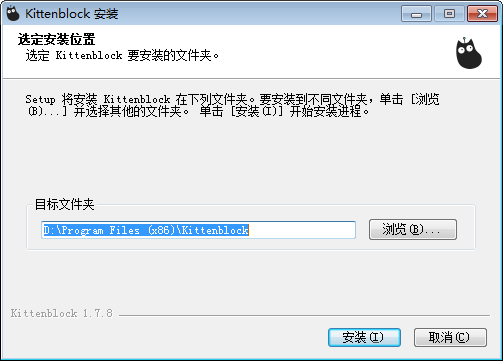 Kittenblock 安装
选定安装位置
选定 Kittenblock 要安装的文件夹。
Setup 将安装 Kittenblock 在下列文件夹。要安装到不同文件夹，单击 [浏览
(B)...] 并选择其他的文件夹。 单击 [安装(I)] 开始安装进程。
目标文件夹
D:\Program Files (x86)\Kittenblock
浏览(B)...
Kittenblock 1.7.8
安装(I)
取消(C)